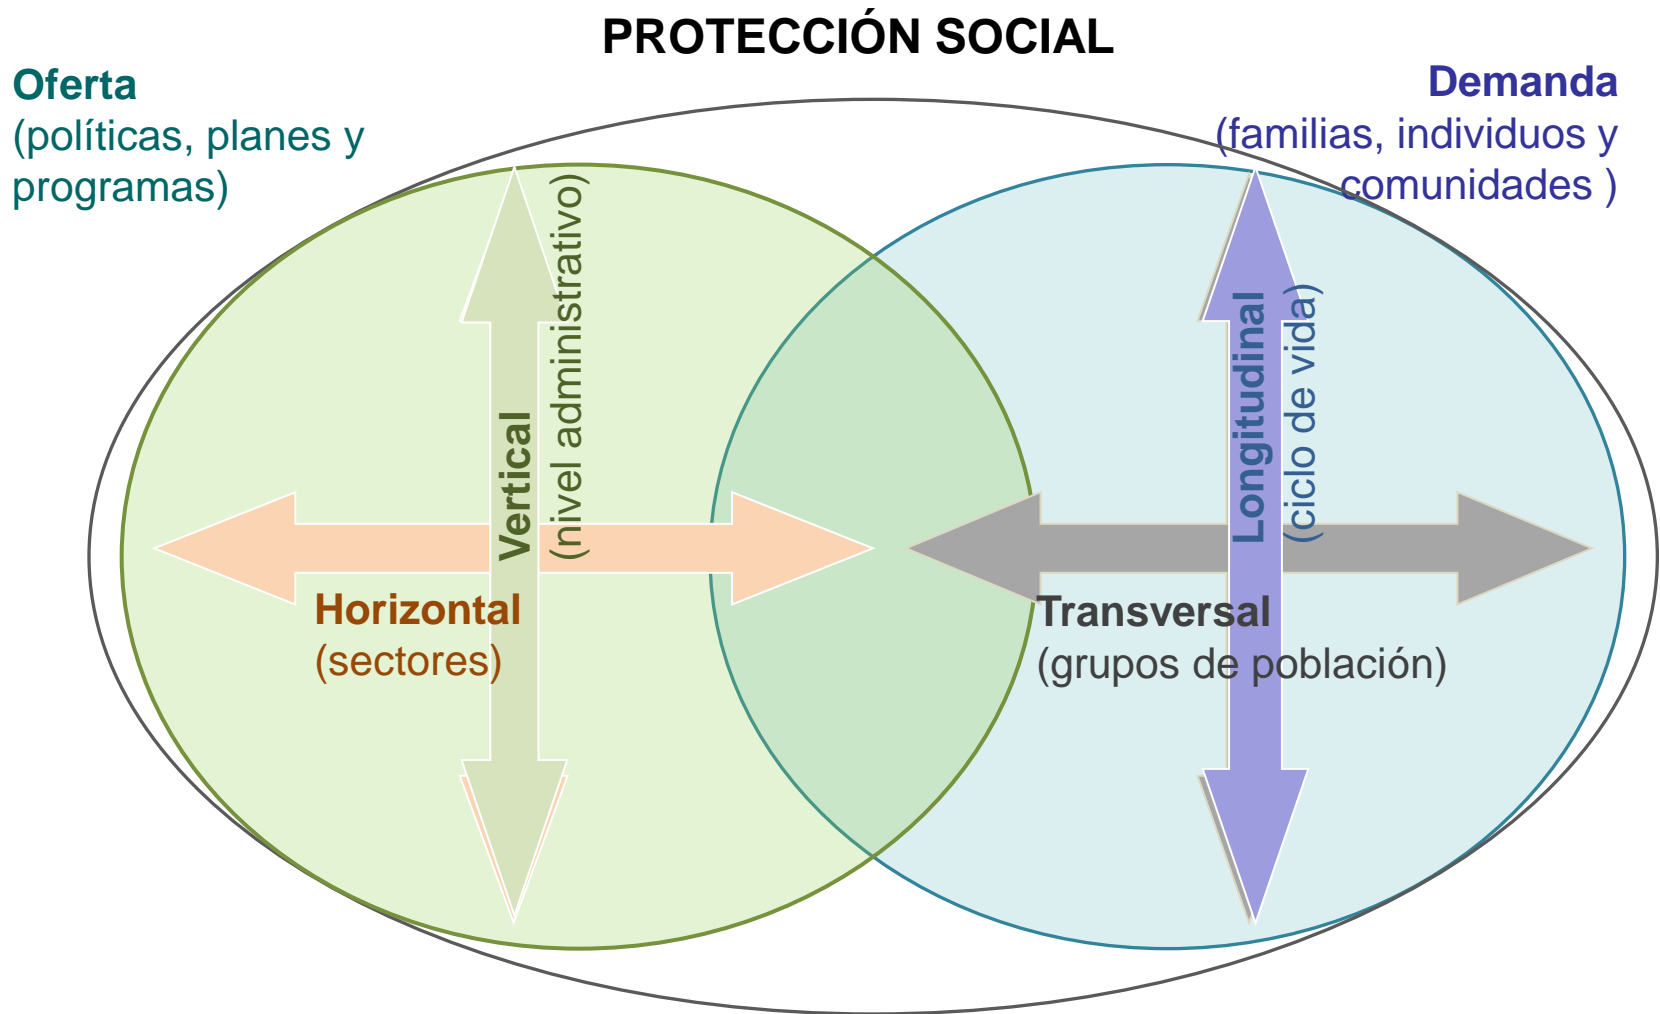 PROTECCIÓN SOCIAL
Oferta
(políticas, planes y
programas)
Demanda
(familias, individuos y
comunidades )
Vertical
(nivel administrativo)
Horizontal
(sectores)
Longitudinal
(ciclo de vida)
Transversal
(grupos de población)